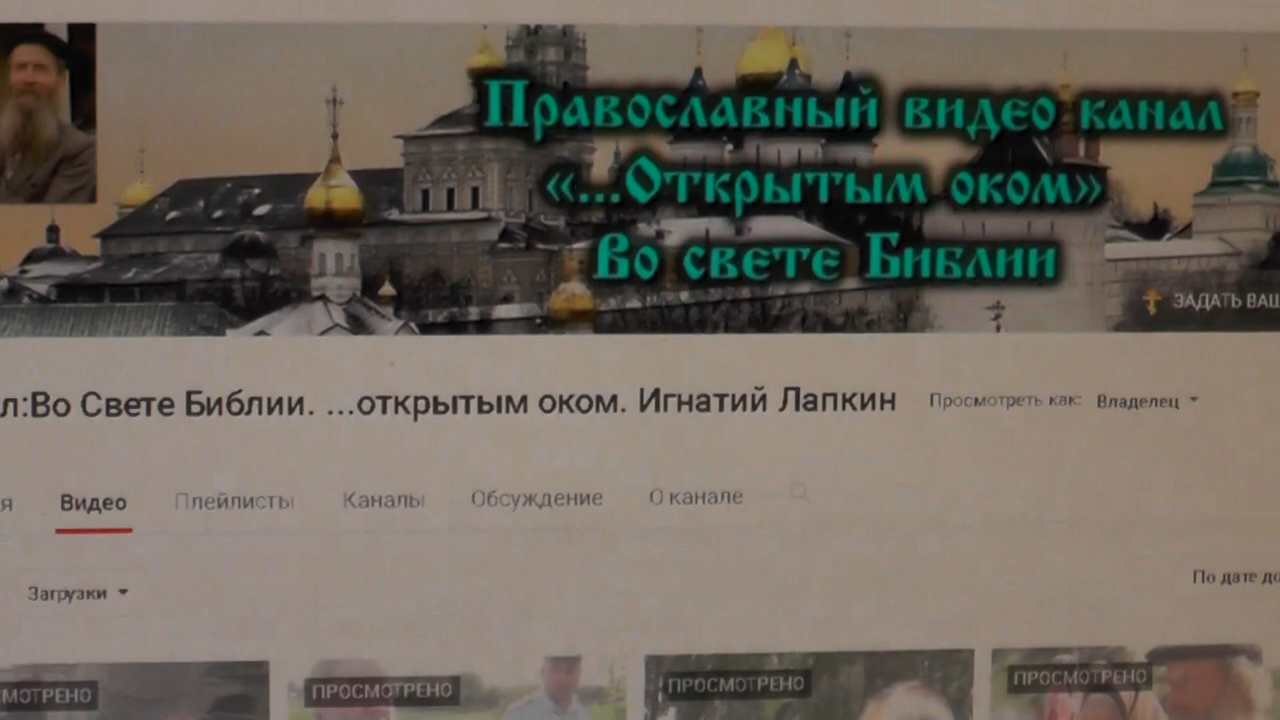 Православный видео канал
«...Открытым оком»
Во свете Библии
ЗАДАТЬ ВАШ
л:Во Свете Библии. ...открытым оком. Игнатий Лапкин
Просмотреть как: Владелец
я Видео Плейлисты Каналы Обсуждение О канале
Загрузки
По дате до
СМОТРЕНО ПРОСМОТРЕНО ПРОСМОТРЕНО ПРОСМОТРЕНО